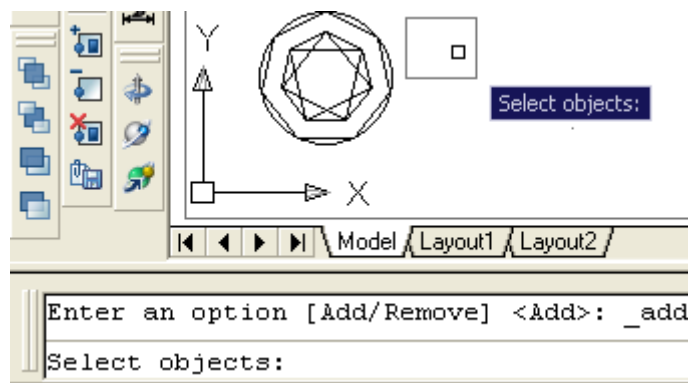 Y
Select objects:
X
Model Layout1 Layout2
Enter an option [Add/Remove] <Add>: _add
Select objects: